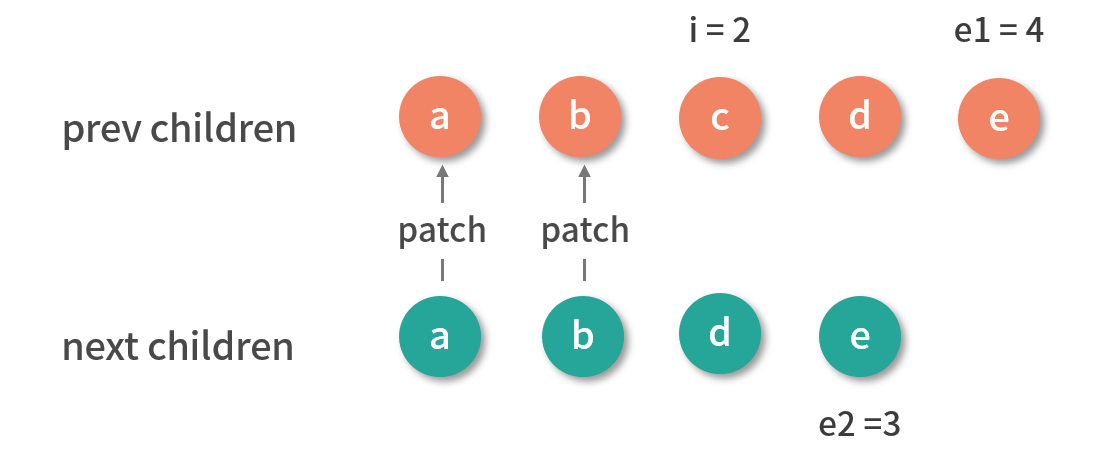 i = 2
e1 = 4
prev children
a
b
c
d
e
patch
patch
next children
a
b
d
e
e2 =3